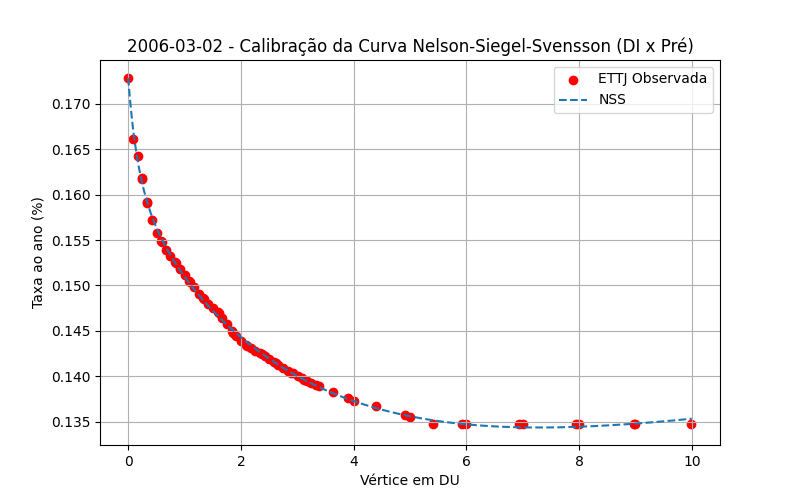 2006-03-02 - Calibração da Curva Nelson-Siegel-Svensson (DI x Pré)
ETTJ Observada
NSS
Taxa ao ano (%)
0.170
0.165
0.160
0.155
0.150
0.145
0.140
0.135
0
2
4
6
8
10
Vértice em DU